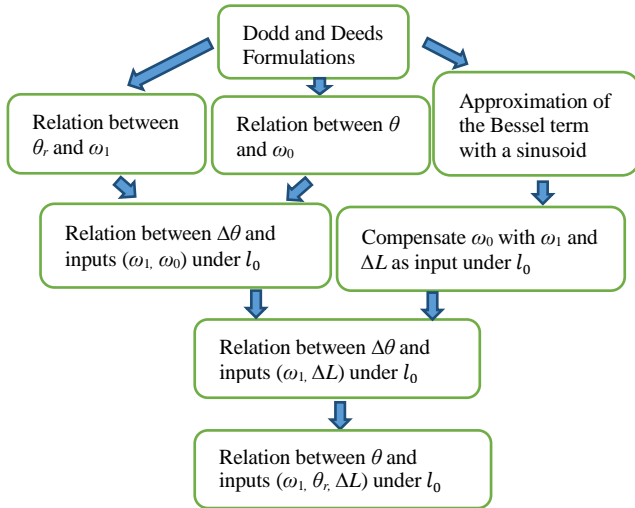 Dodd and Deeds
Formulations
Relation between
θr and ω1
Relation between θ
and ω0
Approximation of
the Bessel term
with a sinusoid
Relation between Δθ and
inputs (ω1, ω0) under l0
Compensate ω0 with ω1 and
ΔL as input under l0
Relation between Δθ and
inputs (ω1, ΔL) under l0
Relation between θ and
inputs (ω1, θr, ΔL) under l0